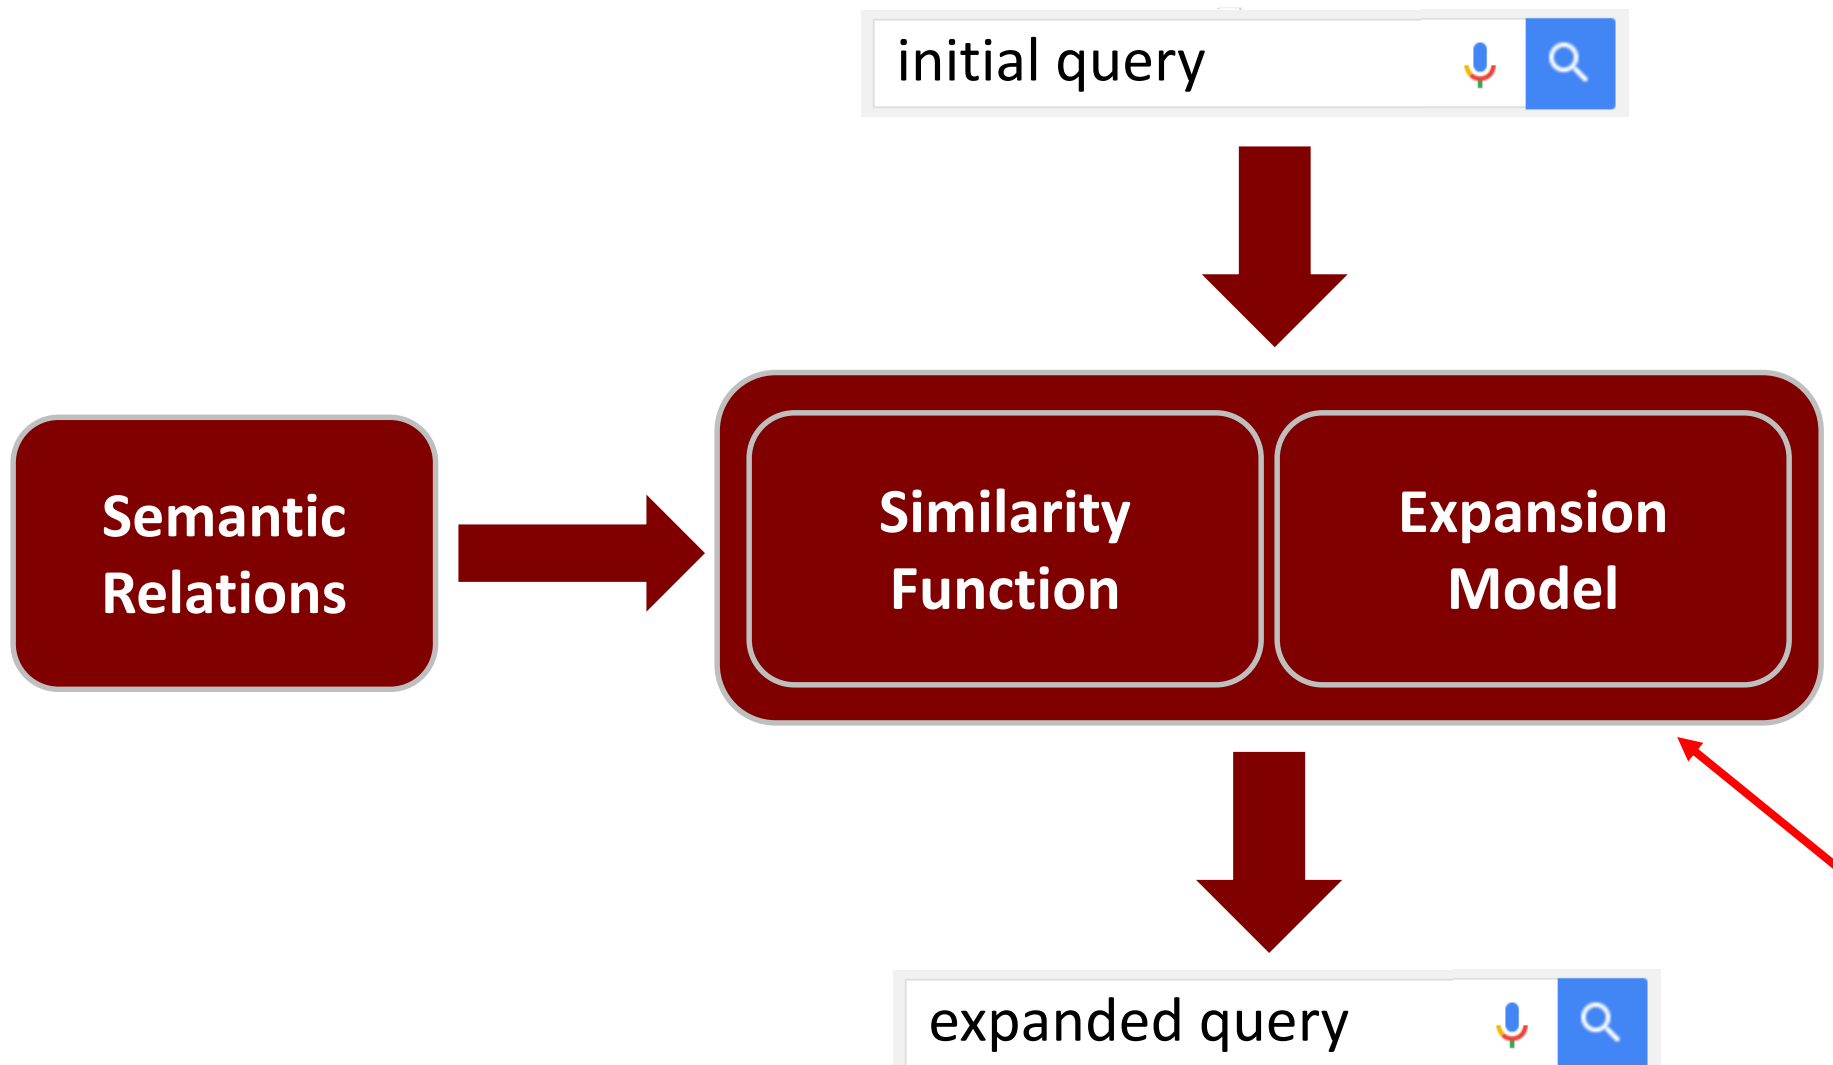 initial query
Semantic
Relations
Similarity
Function
Expansion
Model
expanded query